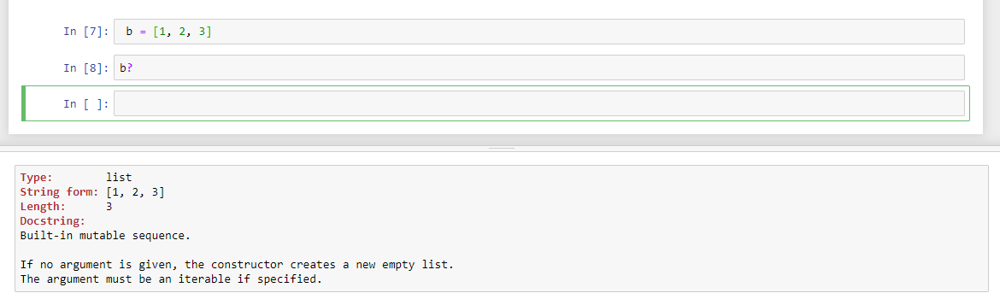 In [7]: b = [1, 2, 3]
In [8]: b?
In [ ]:
Type: list
String form: [1, 2, 3]
Length: 3
Docstring:
Built-in mutable sequence.
If no argument is given, the constructor creates a new empty list.
The argument must be an iterable if specified.